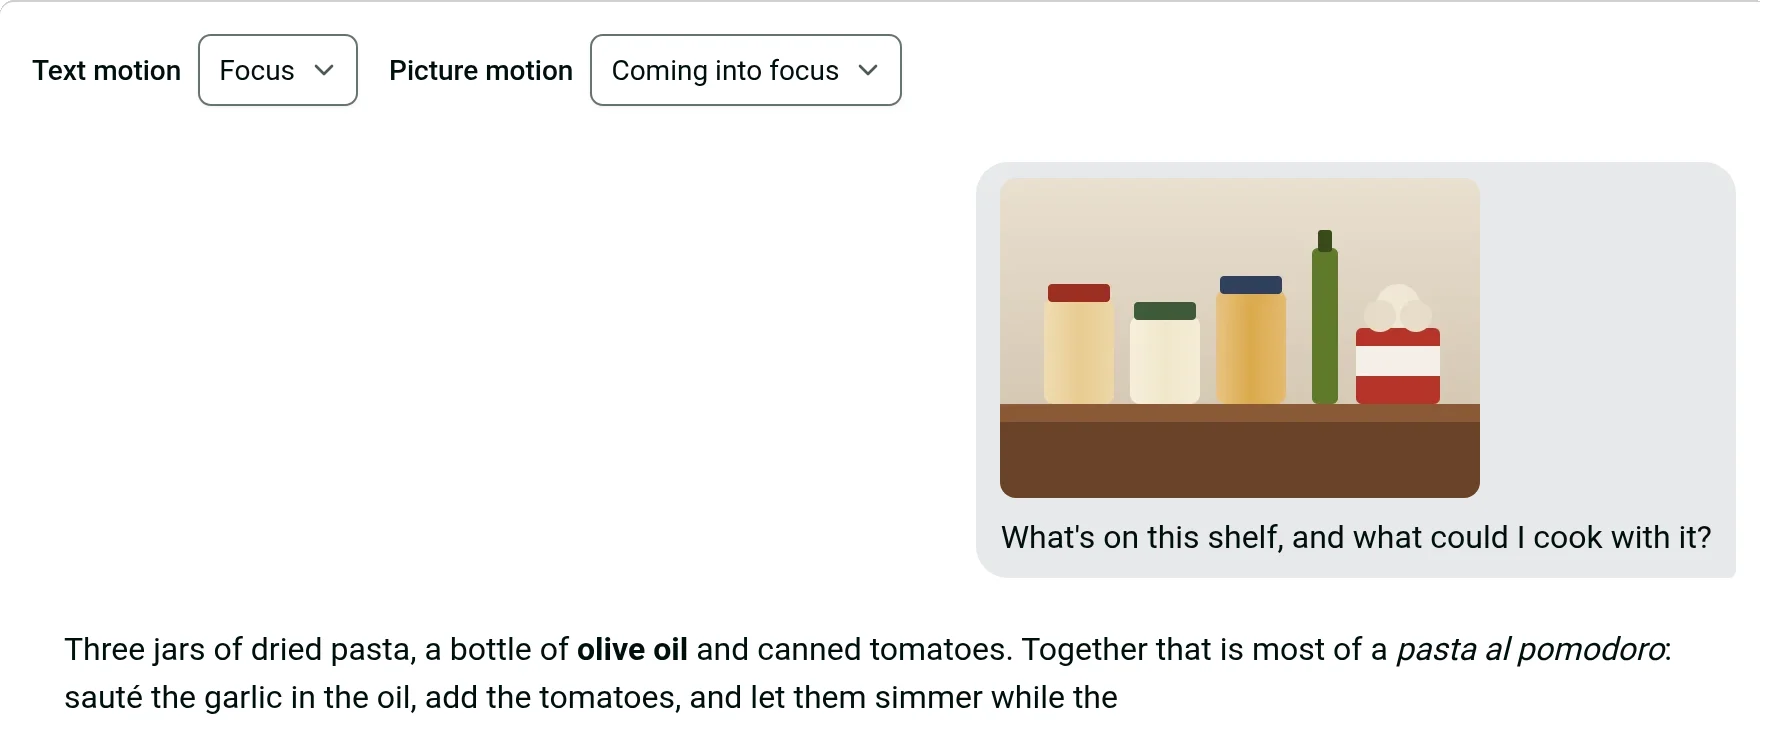 Text motion Focus Picture motion Coming into focus
What's on this shelf, and what could I cook with it?
Three jars of dried pasta, a bottle of olive oil and canned tomatoes. Together that is most of a pasta al pomodoro:
sauté the garlic in the oil, add the tomatoes, and let them simmer while the